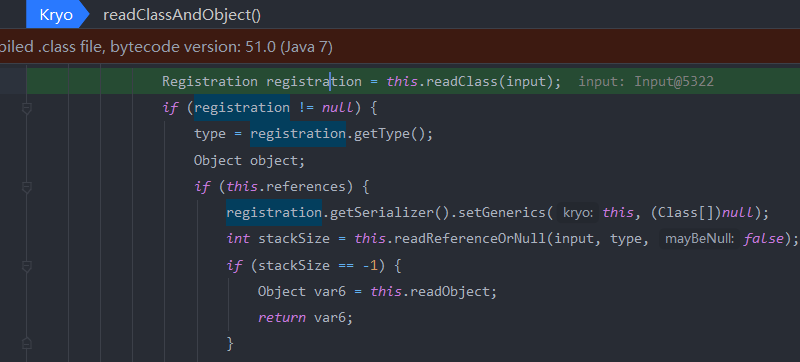 Kryo readClassAndObject()
piled .class file, bytecode version: 51.0 (Java 7)
Registration registration = this.readClass(input); input: Input@5322
if (registration != null) {
type = registration.getType();
Object object;
if (this.references) {
registration.getSerializer().setGenerics( kryo: this, (Class[])null);
int stackSize = this.readReferenceOrNull(input, type, mayBeNull: false);
if (stackSize == -1) {
Object var6 = this.readObject;
return var6;
}